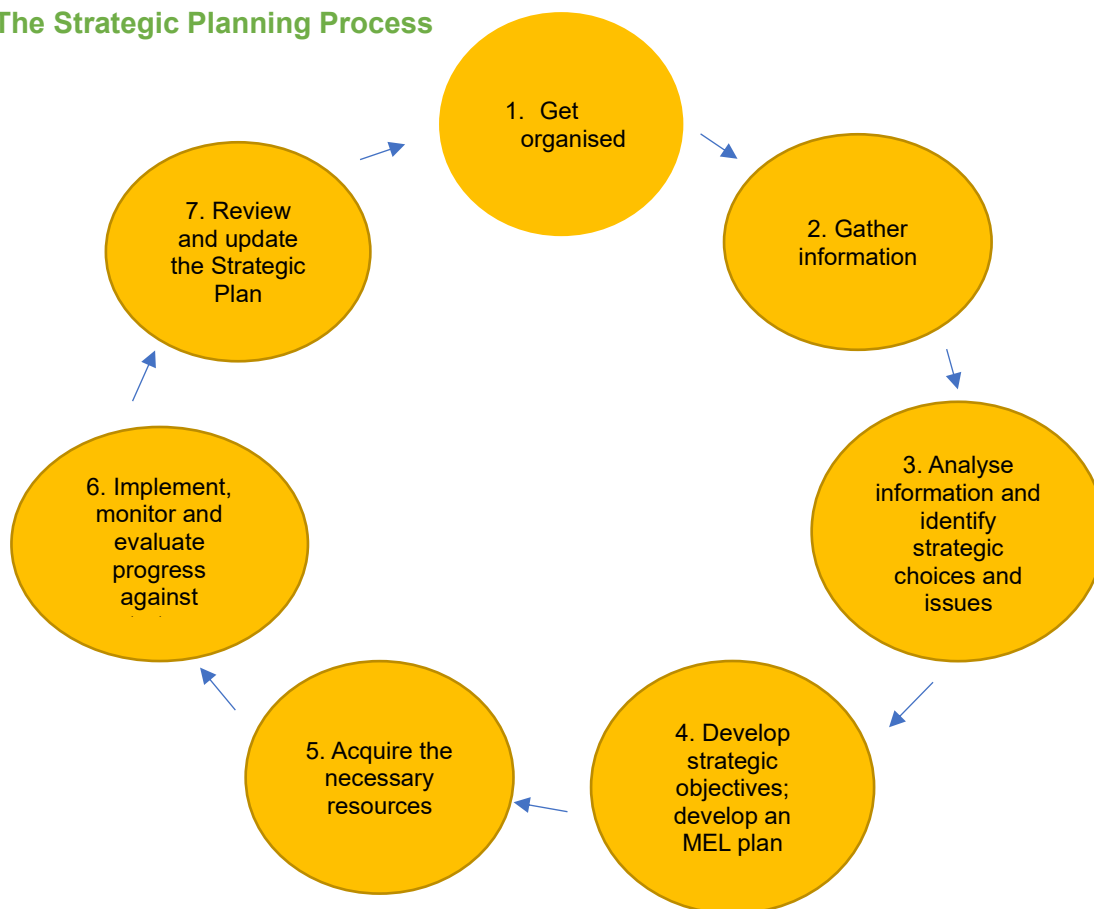 The Strategic Planning Process
1. Get
organised
2. Gather
information
3. Analyse
information and
identify
strategic
choices and
issues
4. Develop
strategic
objectives;
develop an
MEL plan
5. Acquire the
necessary
resources
6. Implement,
monitor and
evaluate
progress
against
7. Review
and update
the Strategic
Plan